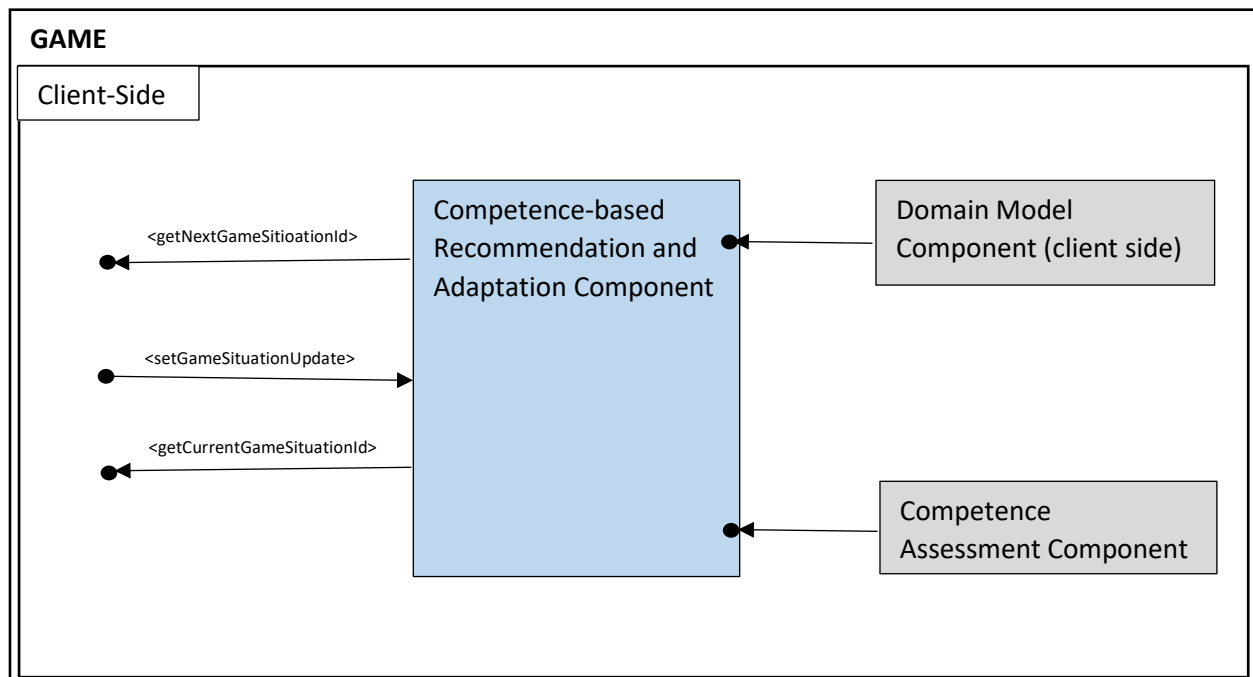 GAME
Client-Side
<getNextGameSitioationId>
<setGameSituationUpdate>
<getCurrentGameSituationId>
Competence-based
Recommendation and
Adaptation Component
Domain Model
Component (client side)
Competence
Assessment Component